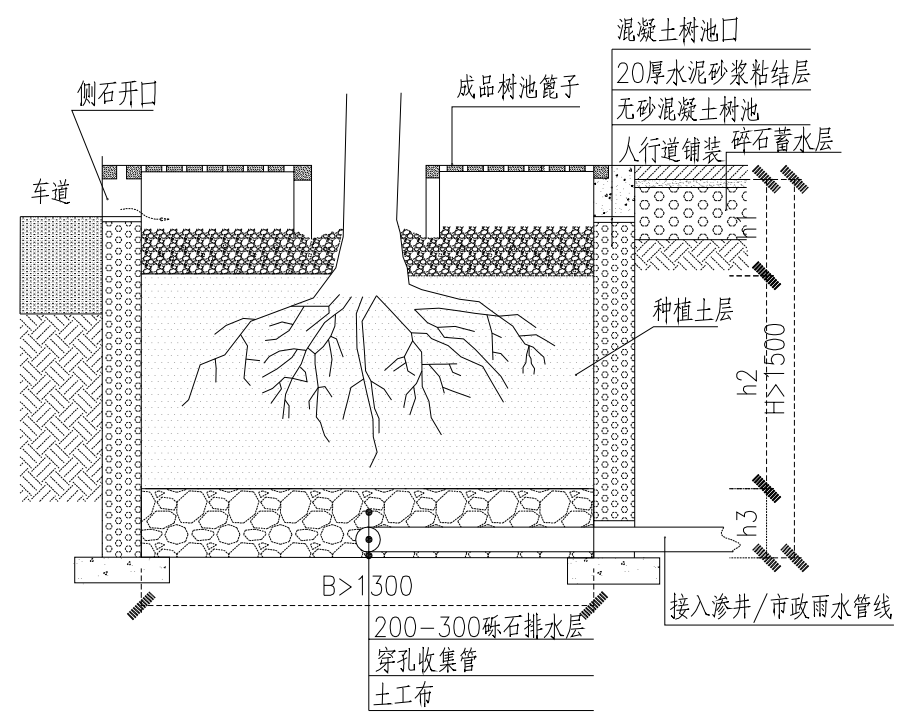 混凝土树池口
20厚水泥砂浆粘结层
无砂混凝土树池
人行道铺装
碎石蓄水层
成品树池篦子
侧石开口
车道
h1
种植土层
h2
H>1500
h3
B>1300
接入渗井/市政雨水管线
200-300砾石排水层
穿孔收集管
土工布